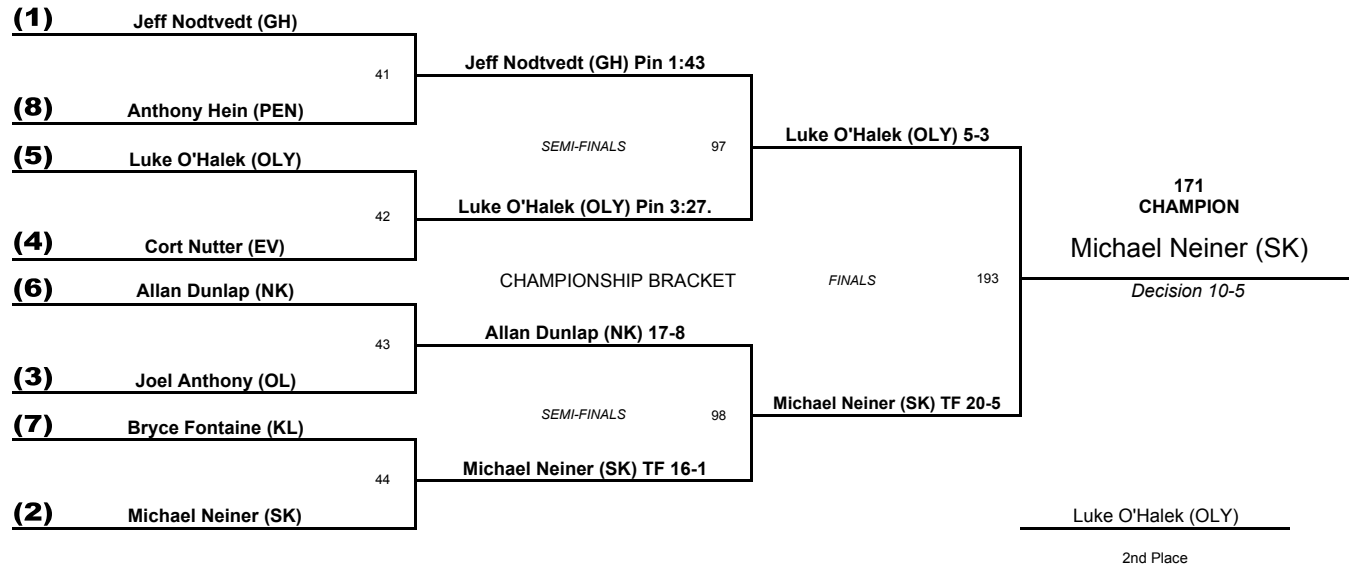 (1) Jeff Nodtvedt (GH)
41
Jeff Nodtvedt (GH) Pin 1:43
(8) Anthony Hein (PEN)
SEMI-FINALS 97
Luke O'Halek (OLY) 5-3
(5) Luke O'Halek (OLY)
42
Luke O'Halek (OLY) Pin 3:27.
(4) Cort Nutter (EV)
171
CHAMPION
Michael Neiner (SK)
Decision 10-5
CHAMPIONSHIP BRACKET
FINALS 193
(6) Allan Dunlap (NK)
43
Allan Dunlap (NK) 17-8
(3) Joel Anthony (OL)
SEMI-FINALS 98
Michael Neiner (SK) TF 20-5
(7) Bryce Fontaine (KL)
44
Michael Neiner (SK) TF 16-1
(2) Michael Neiner (SK)
Luke O'Halek (OLY)
2nd Place